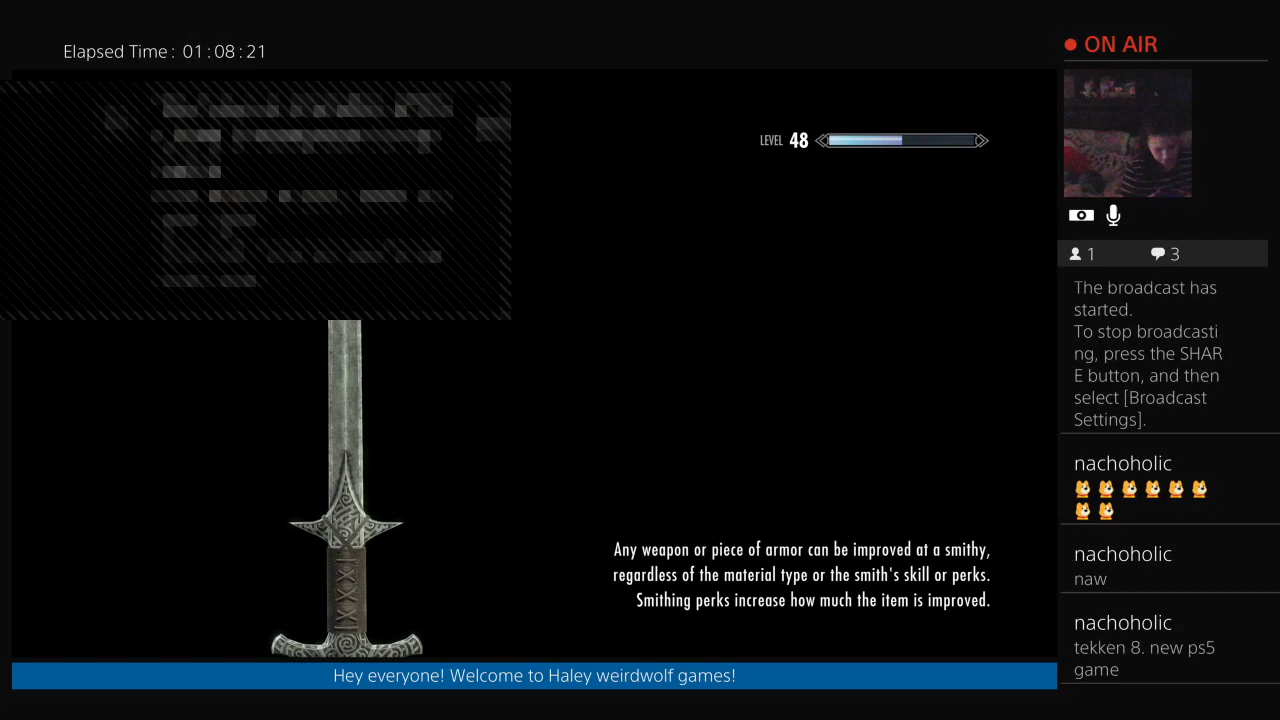 Elapsed Time: 01:08:21
ON AIR
LEVEL 48
1 3
The broadcast has
started.
To stop broadcasti
ng, press the SHAR
E button, and then
select [Broadcast
Settings].
nachoholic
nachoholic
naw
nachoholic
tekken 8. new ps5
game
Any weapon or piece of armor can be improved at a smithy,
regardless of the material type or the smith's skill or perks.
Smithing perks increase how much the item is improved.
Hey everyone! Welcome to Haley weirdwolf games!